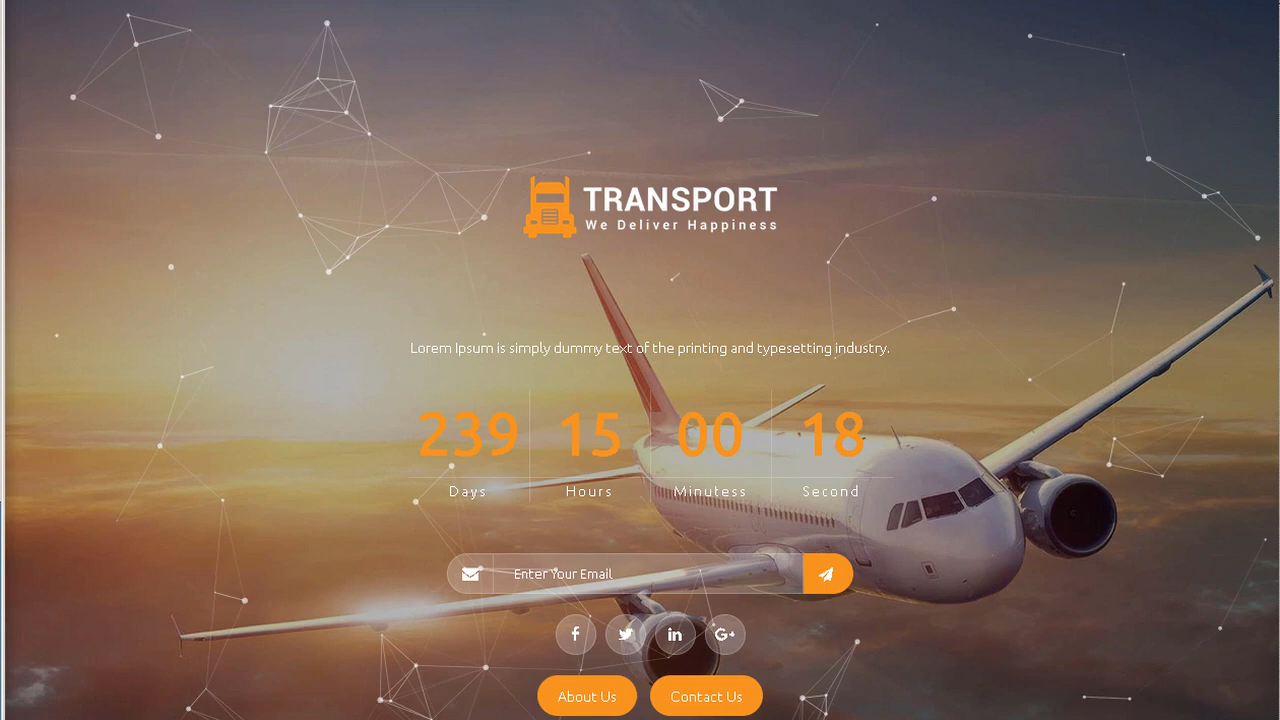 TRANSPORT
We Deliver Happiness
Lorem Ipsum is simply dummy text of the printing and typesetting industry.
239 15 00 18
Days Hours Minutess Second
Enter Your Email
About Us Contact Us